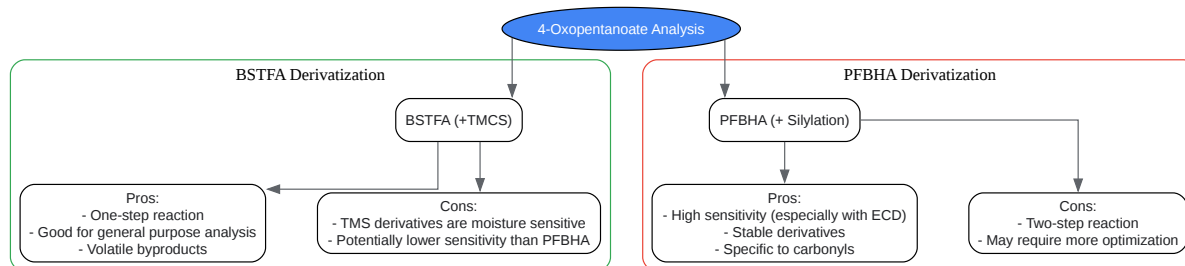 4-Oxopentanoate Analysis
BSTFA Derivatization
BSTFA (+TMCS)
Pros:
- One-step reaction
- Good for general purpose analysis
- Volatile byproducts
Cons:
- TMS derivatives are moisture sensitive
- Potentially lower sensitivity than PFBHA
PFBHA Derivatization
PFBHA (+ Silylation)
Pros:
- High sensitivity (especially with ECD)
- Stable derivatives
- Specific to carbonyls
Cons:
- Two-step reaction
- May require more optimization